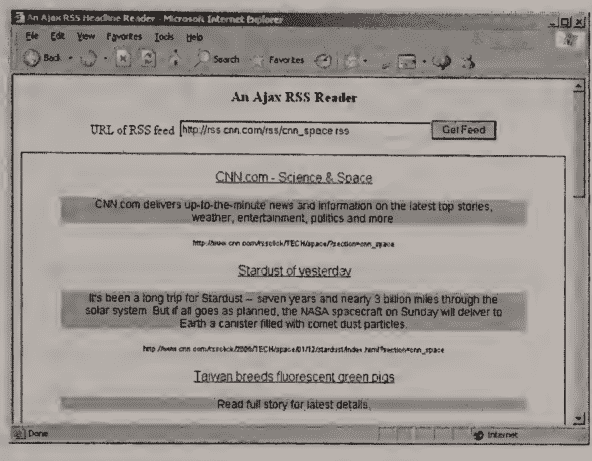 An Ajax RSS Headline Reader - Microsoft Internet Explorer
File Edit View Favorites Tools Help
Back Search Favorites
An Ajax RSS Reader
URL of RSS feed http://rss.cnn.com/rss/cnn_space.rss Get Feed
CNN.com - Science & Space
CNN.com delivers up-to-the-minute news and information on the latest top stories,
weather, entertainment, politics and more
http://www.cnn.com/rssclick/TECH/space/?section=cnn_space
Stardust of yesterday
It's been a long trip for Stardust -- seven years and nearly 3 billion miles through the
solar system. But if all goes as planned, the NASA spacecraft on Sunday will deliver to
Earth a canister filled with comet dust particles.
http://www.cnn.com/rssclick/2006/TECH/space/01/12/stardust/index.html?section=cnn_space
Taiwan breeds fluorescent green pigs
Read full story for latest details.
Done Internet